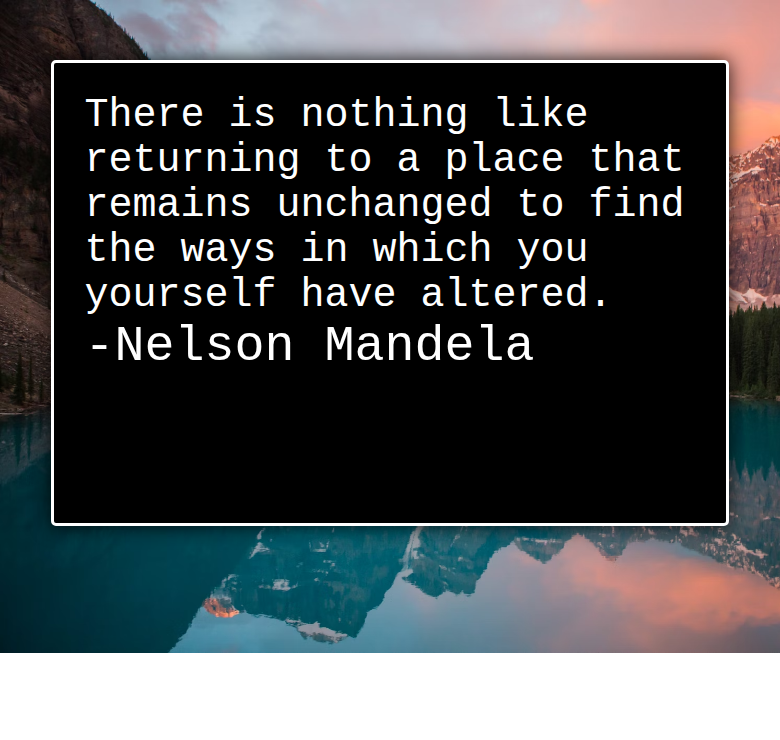 There is nothing like
returning to a place that
remains unchanged to find
the ways in which you
yourself have altered.
-Nelson Mandela